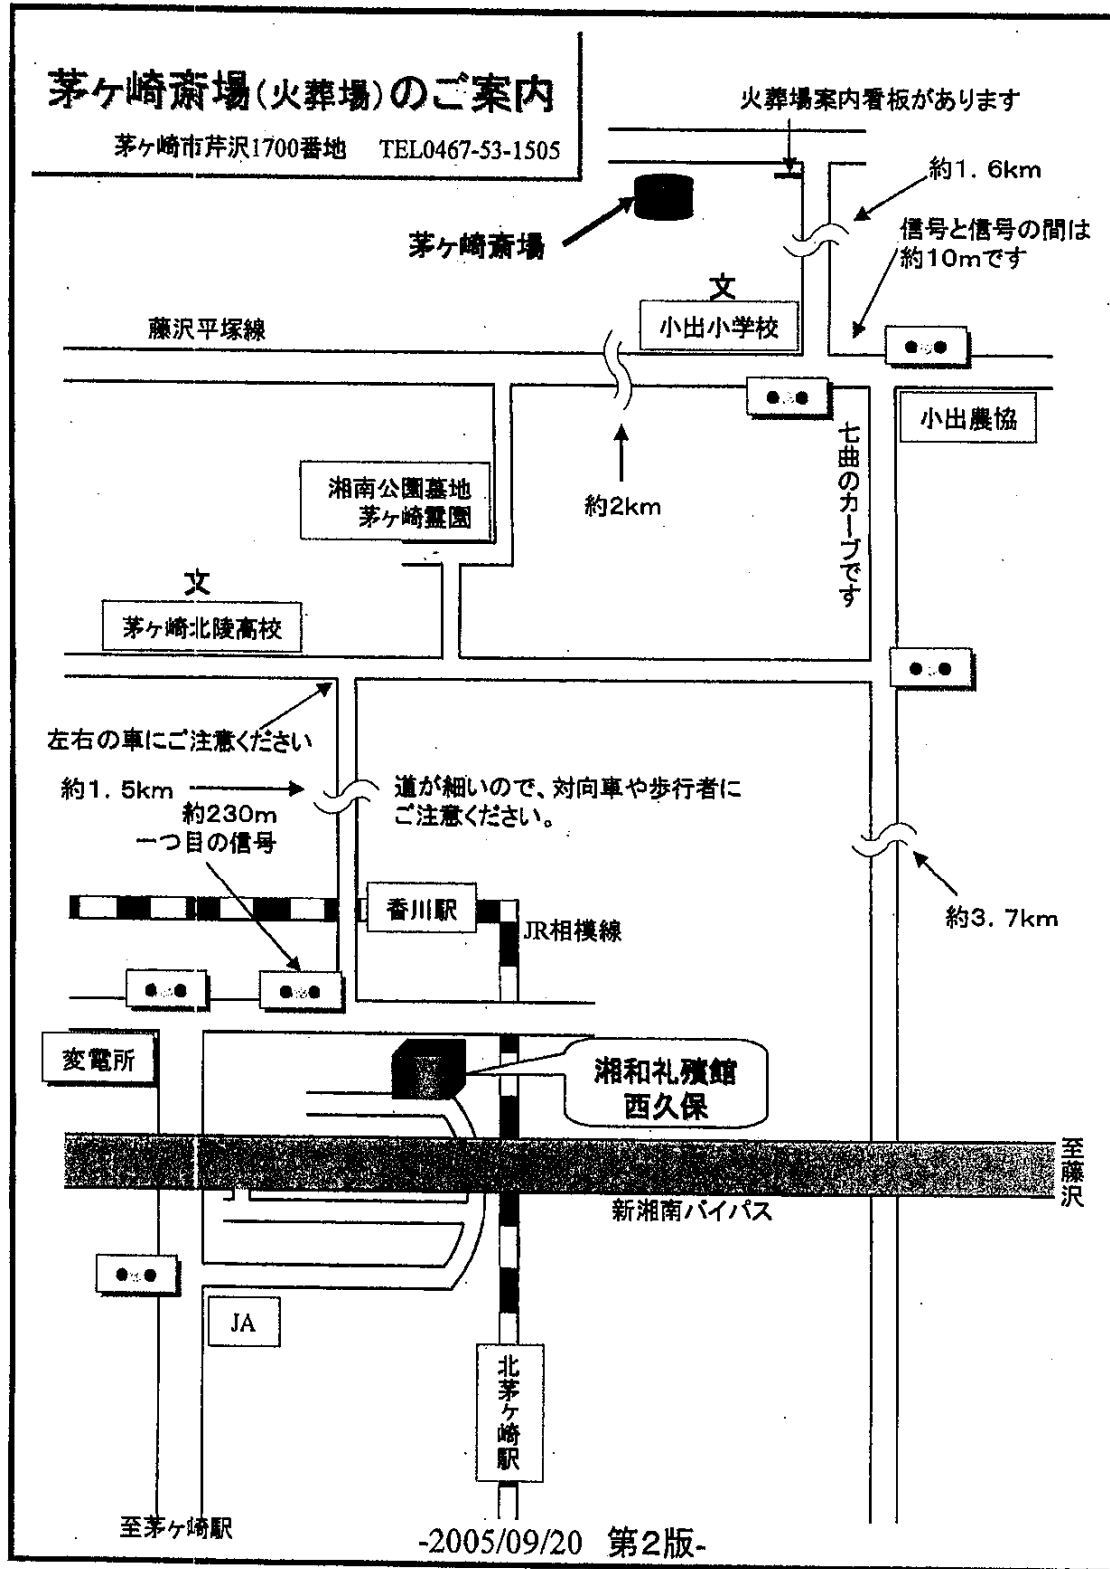 茅ヶ崎斎場(火葬場)のご案内
茅ヶ崎市芹沢1700番地 TEL0467-53-1505
火葬場案内看板があります
約1.6km
茅ヶ崎斎場
信号と信号の間は
約10mです
文
小出小学校
藤沢平塚線
小出農協
七曲のカーブです
湘南公園墓地
茅ヶ崎霊園
約2km
文
茅ヶ崎北陵高校
左右の車にご注意ください
約1.5km
道が細いので、対向車や歩行者に
ご注意ください。
約230m
一つ目の信号
香川駅
JR相模線
約3.7km
変電所
湘和礼殯館
西久保
至藤沢
新湘南バイパス
JA
北茅ヶ崎駅
至茅ヶ崎駅
-2005/09/20 第2版-